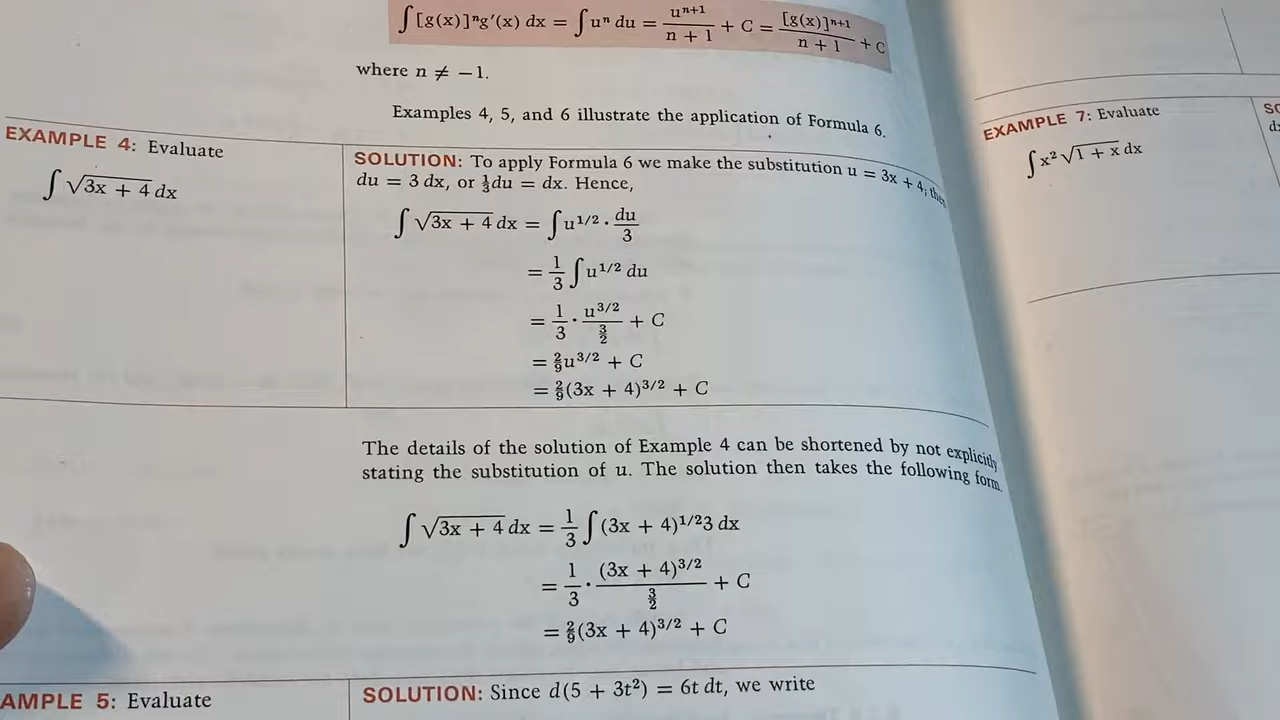 ∫[g(x)]ⁿg′(x) dx = ∫uⁿ du = uⁿ⁺¹/(n + 1) + C = [g(x)]ⁿ⁺¹/(n + 1) + C
where n ≠ −1.
Examples 4, 5, and 6 illustrate the application of Formula 6.
EXAMPLE 4: Evaluate
∫√(3x + 4) dx
SOLUTION: To apply Formula 6 we make the substitution u = 3x + 4; then
du = 3 dx, or ⅓du = dx. Hence,
∫√(3x + 4) dx = ∫u^(1/2) · du/3
= 1/3 ∫u^(1/2) du
= 1/3 · u^(3/2)/(3/2) + C
= 2/9 u^(3/2) + C
= 2/9 (3x + 4)^(3/2) + C
The details of the solution of Example 4 can be shortened by not explicitly
stating the substitution of u. The solution then takes the following form.
∫√(3x + 4) dx = 1/3 ∫(3x + 4)^(1/2) 3 dx
= 1/3 · (3x + 4)^(3/2)/(3/2) + C
= 2/9 (3x + 4)^(3/2) + C
AMPLE 5: Evaluate
SOLUTION: Since d(5 + 3t²) = 6t dt, we write
EXAMPLE 7: Evaluate
∫x²√(1 + x) dx